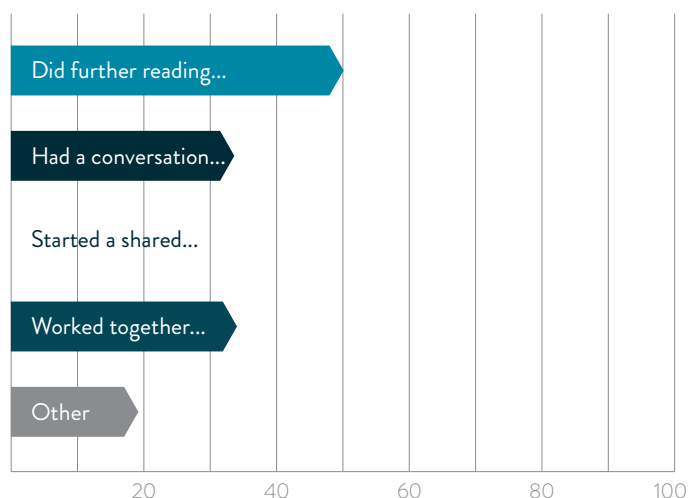 Did further reading...
Had a conversation...
Started a shared...
Worked together...
Other
20 40 60 80 100